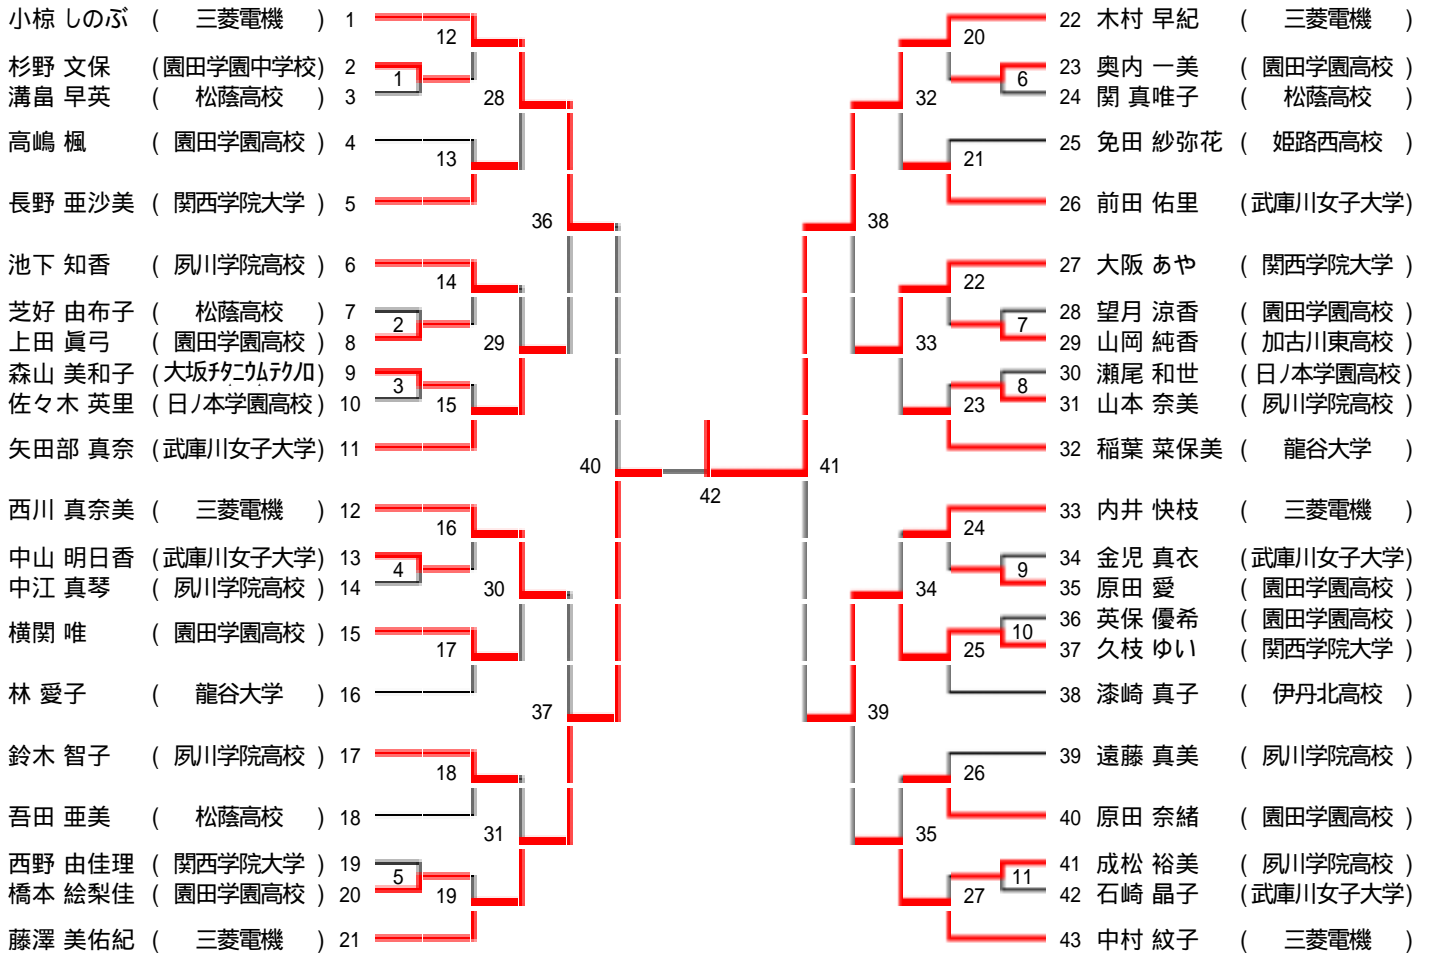 小椋 しのぶ ( 三菱電機 ) 1
杉野 文保 (園田学園中学校) 2
溝畠 早英 ( 松蔭高校 ) 3
高嶋 楓 ( 園田学園高校 ) 4
長野 亜沙美 ( 関西学院大学 ) 5
池下 知香 ( 夙川学院高校 ) 6
芝好 由布子 ( 松蔭高校 ) 7
上田 眞弓 ( 園田学園高校 ) 8
森山 美和子 (大坂ﾁﾀﾆｳﾑﾃｸﾉﾛ) 9
佐々木 英里 (日ノ本学園高校) 10
矢田部 真奈 (武庫川女子大学) 11
西川 真奈美 ( 三菱電機 ) 12
中山 明日香 (武庫川女子大学) 13
中江 真琴 ( 夙川学院高校 ) 14
横関 唯 ( 園田学園高校 ) 15
林 愛子 ( 龍谷大学 ) 16
鈴木 智子 ( 夙川学院高校 ) 17
吾田 亜美 ( 松蔭高校 ) 18
西野 由佳理 ( 関西学院大学 ) 19
橋本 絵梨佳 ( 園田学園高校 ) 20
藤澤 美佑紀 ( 三菱電機 ) 21
1
2
3
4
5
12
13
14
15
16
17
18
19
28
29
30
31
36
37
40
42
41
38
39
32
33
34
35
20
21
22
23
24
25
26
27
6
7
8
9
10
11
22 木村 早紀 ( 三菱電機 )
23 奥内 一美 ( 園田学園高校 )
24 関 真唯子 ( 松蔭高校 )
25 免田 紗弥花 ( 姫路西高校 )
26 前田 佑里 (武庫川女子大学)
27 大阪 あや ( 関西学院大学 )
28 望月 涼香 ( 園田学園高校 )
29 山岡 純香 ( 加古川東高校 )
30 瀬尾 和世 (日ノ本学園高校)
31 山本 奈美 ( 夙川学院高校 )
32 稲葉 菜保美 ( 龍谷大学 )
33 内井 快枝 ( 三菱電機 )
34 金児 真衣 (武庫川女子大学)
35 原田 愛 ( 園田学園高校 )
36 英保 優希 ( 園田学園高校 )
37 久枝 ゆい ( 関西学院大学 )
38 漆崎 真子 ( 伊丹北高校 )
39 遠藤 真美 ( 夙川学院高校 )
40 原田 奈緒 ( 園田学園高校 )
41 成松 裕美 ( 夙川学院高校 )
42 石崎 晶子 (武庫川女子大学)
43 中村 紋子 ( 三菱電機 )